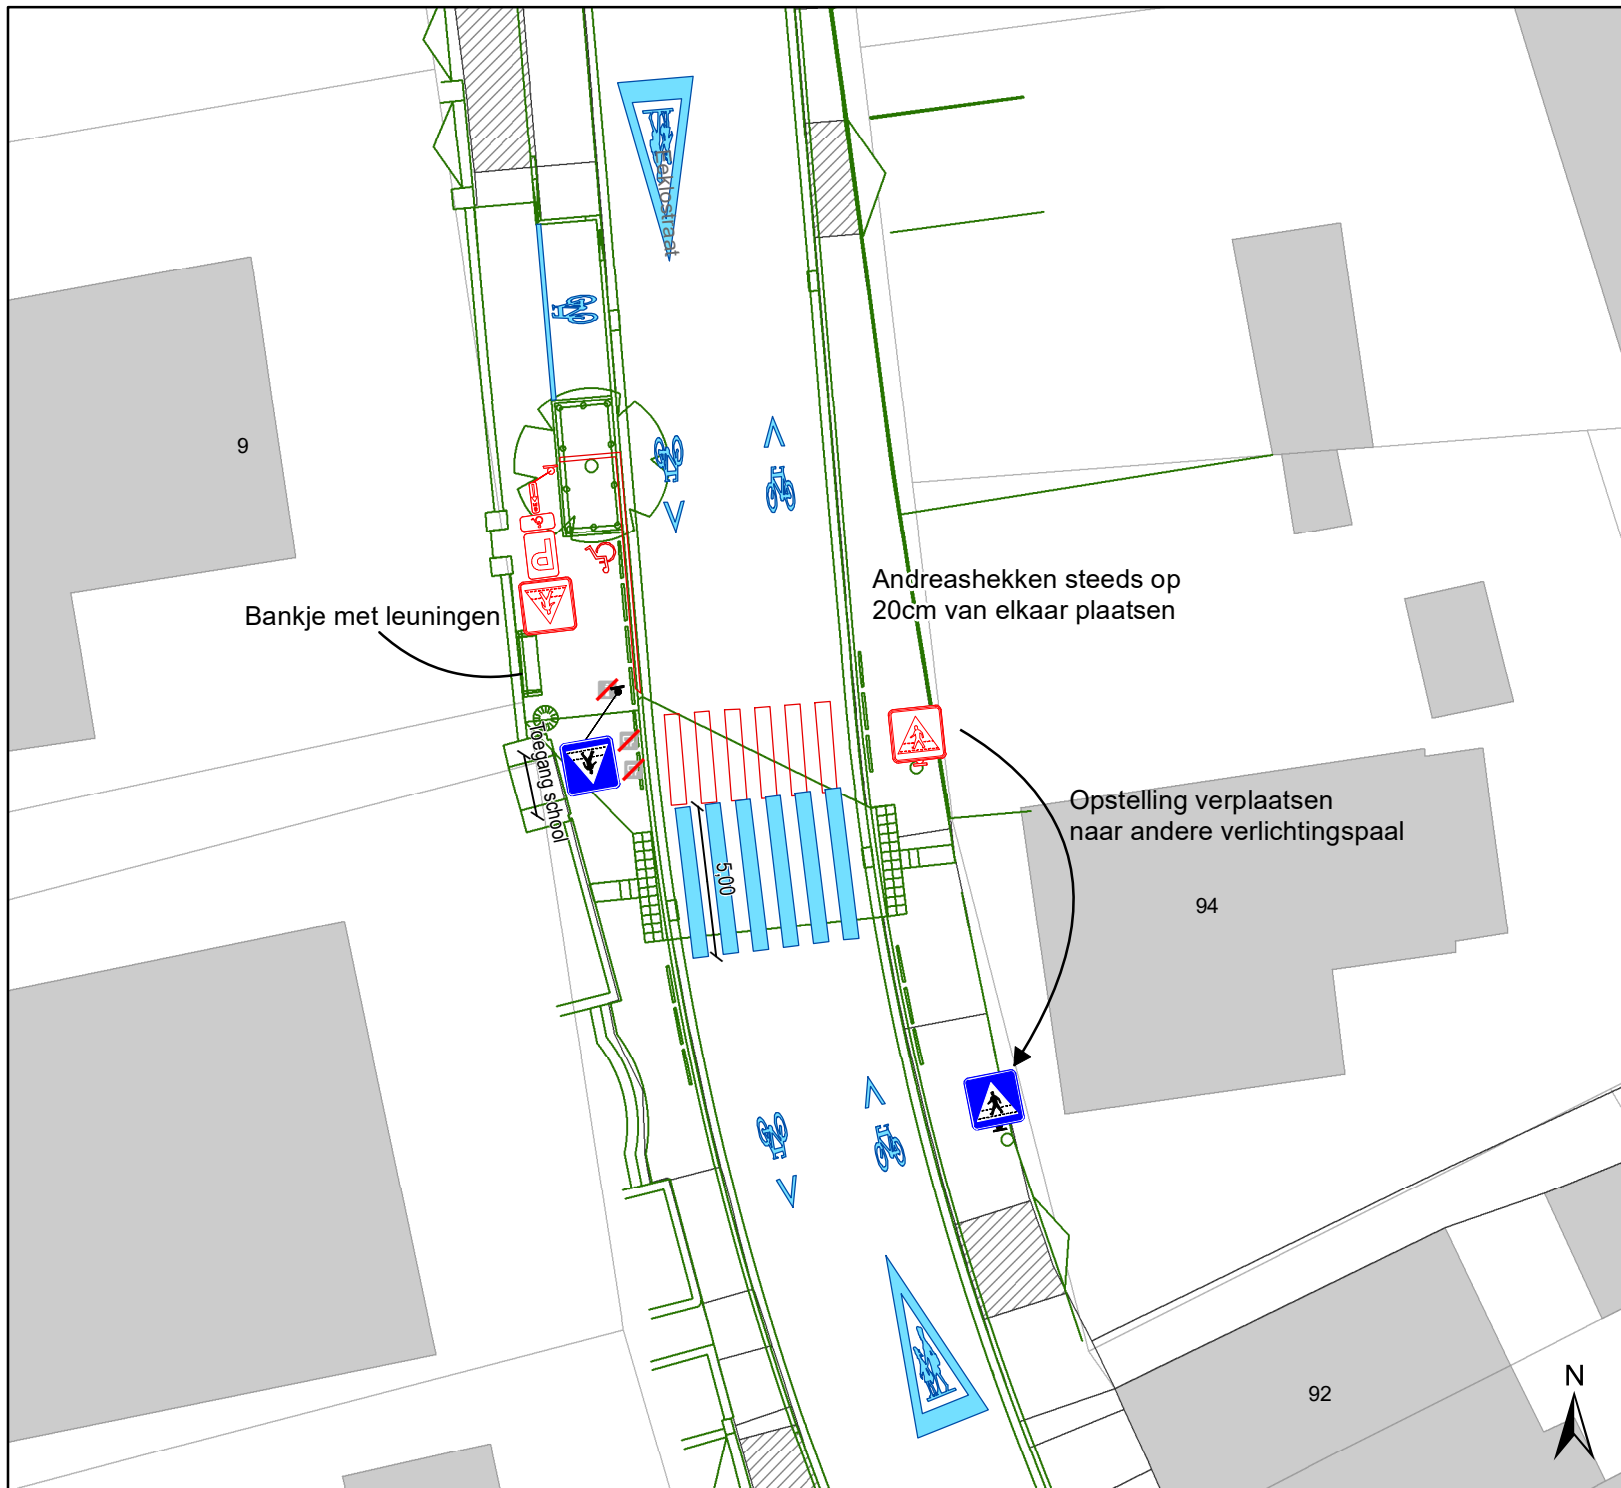 Eeklostraat
9
Bankje met leuningen
Andreashekken steeds op
20cm van elkaar plaatsen
P
Toegang school
5,00
Opstelling verplaatsen
naar andere verlichtingspaal
94
92
N